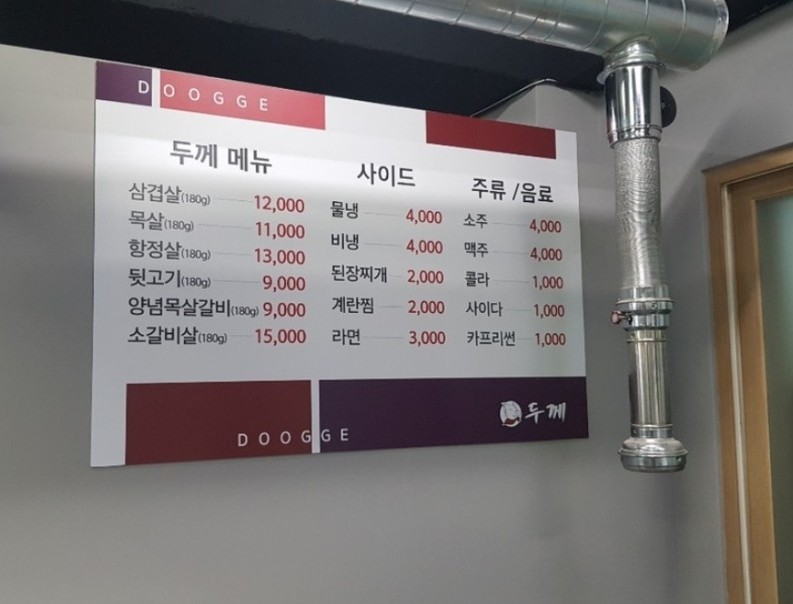 DOOGGE
두께 메뉴
삼겹살(180g) 12,000
목살(180g) 11,000
항정살(180g) 13,000
뒷고기(180g) 9,000
양념목살갈비(180g) 9,000
소갈비살(180g) 15,000
사이드
물냉 4,000
비냉 4,000
된장찌개 2,000
계란찜 2,000
라면 3,000
주류 /음료
소주 4,000
맥주 4,000
콜라 1,000
사이다 1,000
카프리썬 1,000
DOOGGE
두께